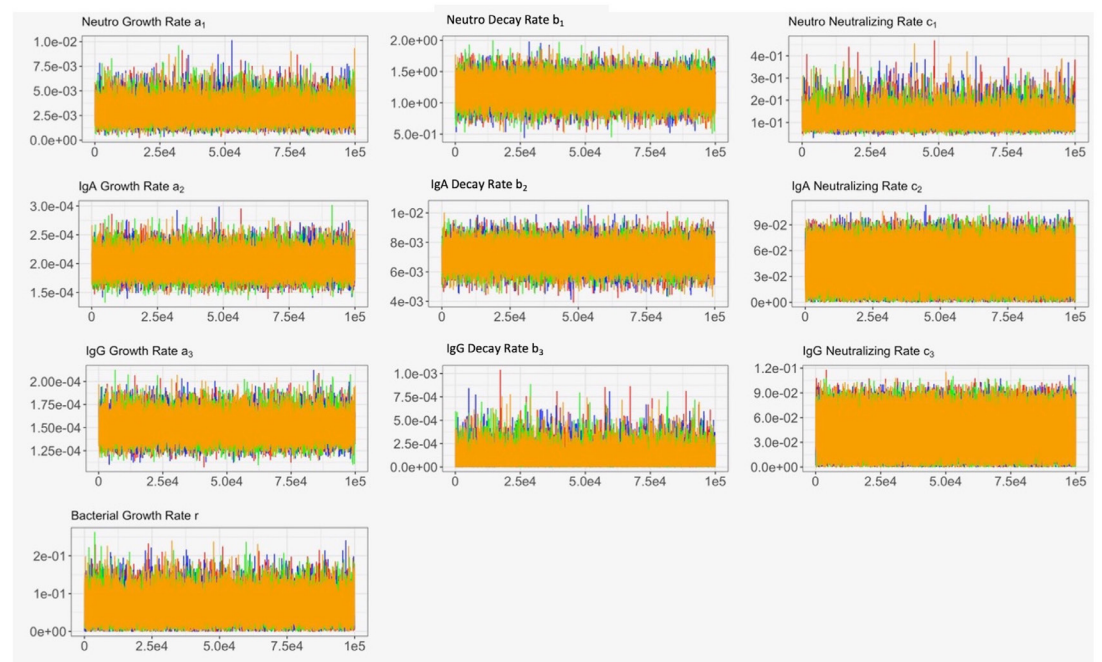 Neutro Growth Rate a₁
1.0e-02
7.5e-03
5.0e-03
2.5e-03
0.0e+00
0 2.5e4 5.0e4 7.5e4 1e5
Neutro Decay Rate b₁
2.0e+00
1.5e+00
1.0e+00
5.0e-01
0 2.5e4 5.0e4 7.5e4 1e5
Neutro Neutralizing Rate c₁
4e-01
3e-01
2e-01
1e-01
0 2.5e4 5.0e4 7.5e4 1e5
IgA Growth Rate a₂
3.0e-04
2.5e-04
2.0e-04
1.5e-04
0 2.5e4 5.0e4 7.5e4 1e5
IgA Decay Rate b₂
1e-02
8e-03
6e-03
4e-03
0 2.5e4 5.0e4 7.5e4 1e5
IgA Neutralizing Rate c₂
9e-02
6e-02
3e-02
0e+00
0 2.5e4 5.0e4 7.5e4 1e5
IgG Growth Rate a₃
2.00e-04
1.75e-04
1.50e-04
1.25e-04
0 2.5e4 5.0e4 7.5e4 1e5
IgG Decay Rate b₃
1.0e-03
7.5e-04
5.0e-04
2.5e-04
0.0e+00
0 2.5e4 5.0e4 7.5e4 1e5
IgG Neutralizing Rate c₃
1.2e-01
9.0e-02
6.0e-02
3.0e-02
0.0e+00
0 2.5e4 5.0e4 7.5e4 1e5
Bacterial Growth Rate r
2e-01
1e-01
0e+00
0 2.5e4 5.0e4 7.5e4 1e5